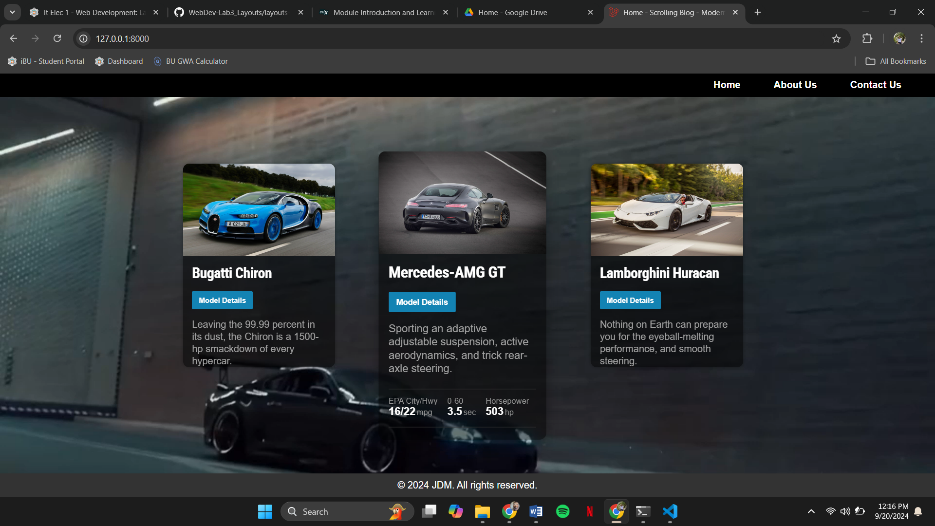 It Elec 1 - Web Development: La
WebDev-Lab3_Layouts/layouts
Module Introduction and Learn
Home - Google Drive
Home - Scrolling Blog - Modern
127.0.0.1:8000
iBU - Student Portal
Dashboard
BU GWA Calculator
All Bookmarks
Home
About Us
Contact Us
Bugatti Chiron
Model Details
Leaving the 99.99 percent in
its dust, the Chiron is a 1500-
hp smackdown of every
hypercar.
Mercedes-AMG GT
Model Details
Sporting an adaptive
adjustable suspension, active
aerodynamics, and trick rear-
axle steering.
EPA City/Hwy 0-60 Horsepower
16/22 mpg 3.5 sec 503 hp
Lamborghini Huracan
Model Details
Nothing on Earth can prepare
you for the eyeball-melting
performance, and smooth
steering.
© 2024 JDM. All rights reserved.
Search
12:16 PM
9/20/2024